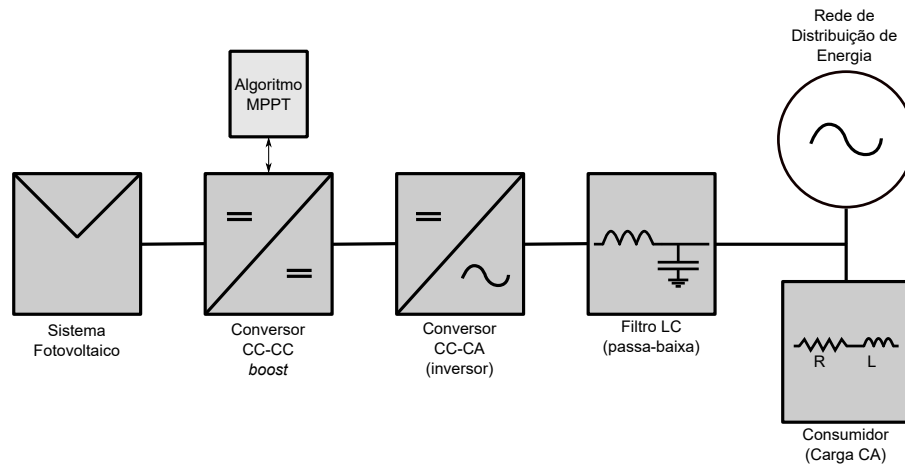 Rede de
Distribuição de
Energia
Algoritmo
MPPT
Sistema
Fotovoltaico
Conversor
CC-CC
boost
Conversor
CC-CA
(inversor)
Filtro LC
(passa-baixa)
R L
Consumidor
(Carga CA)